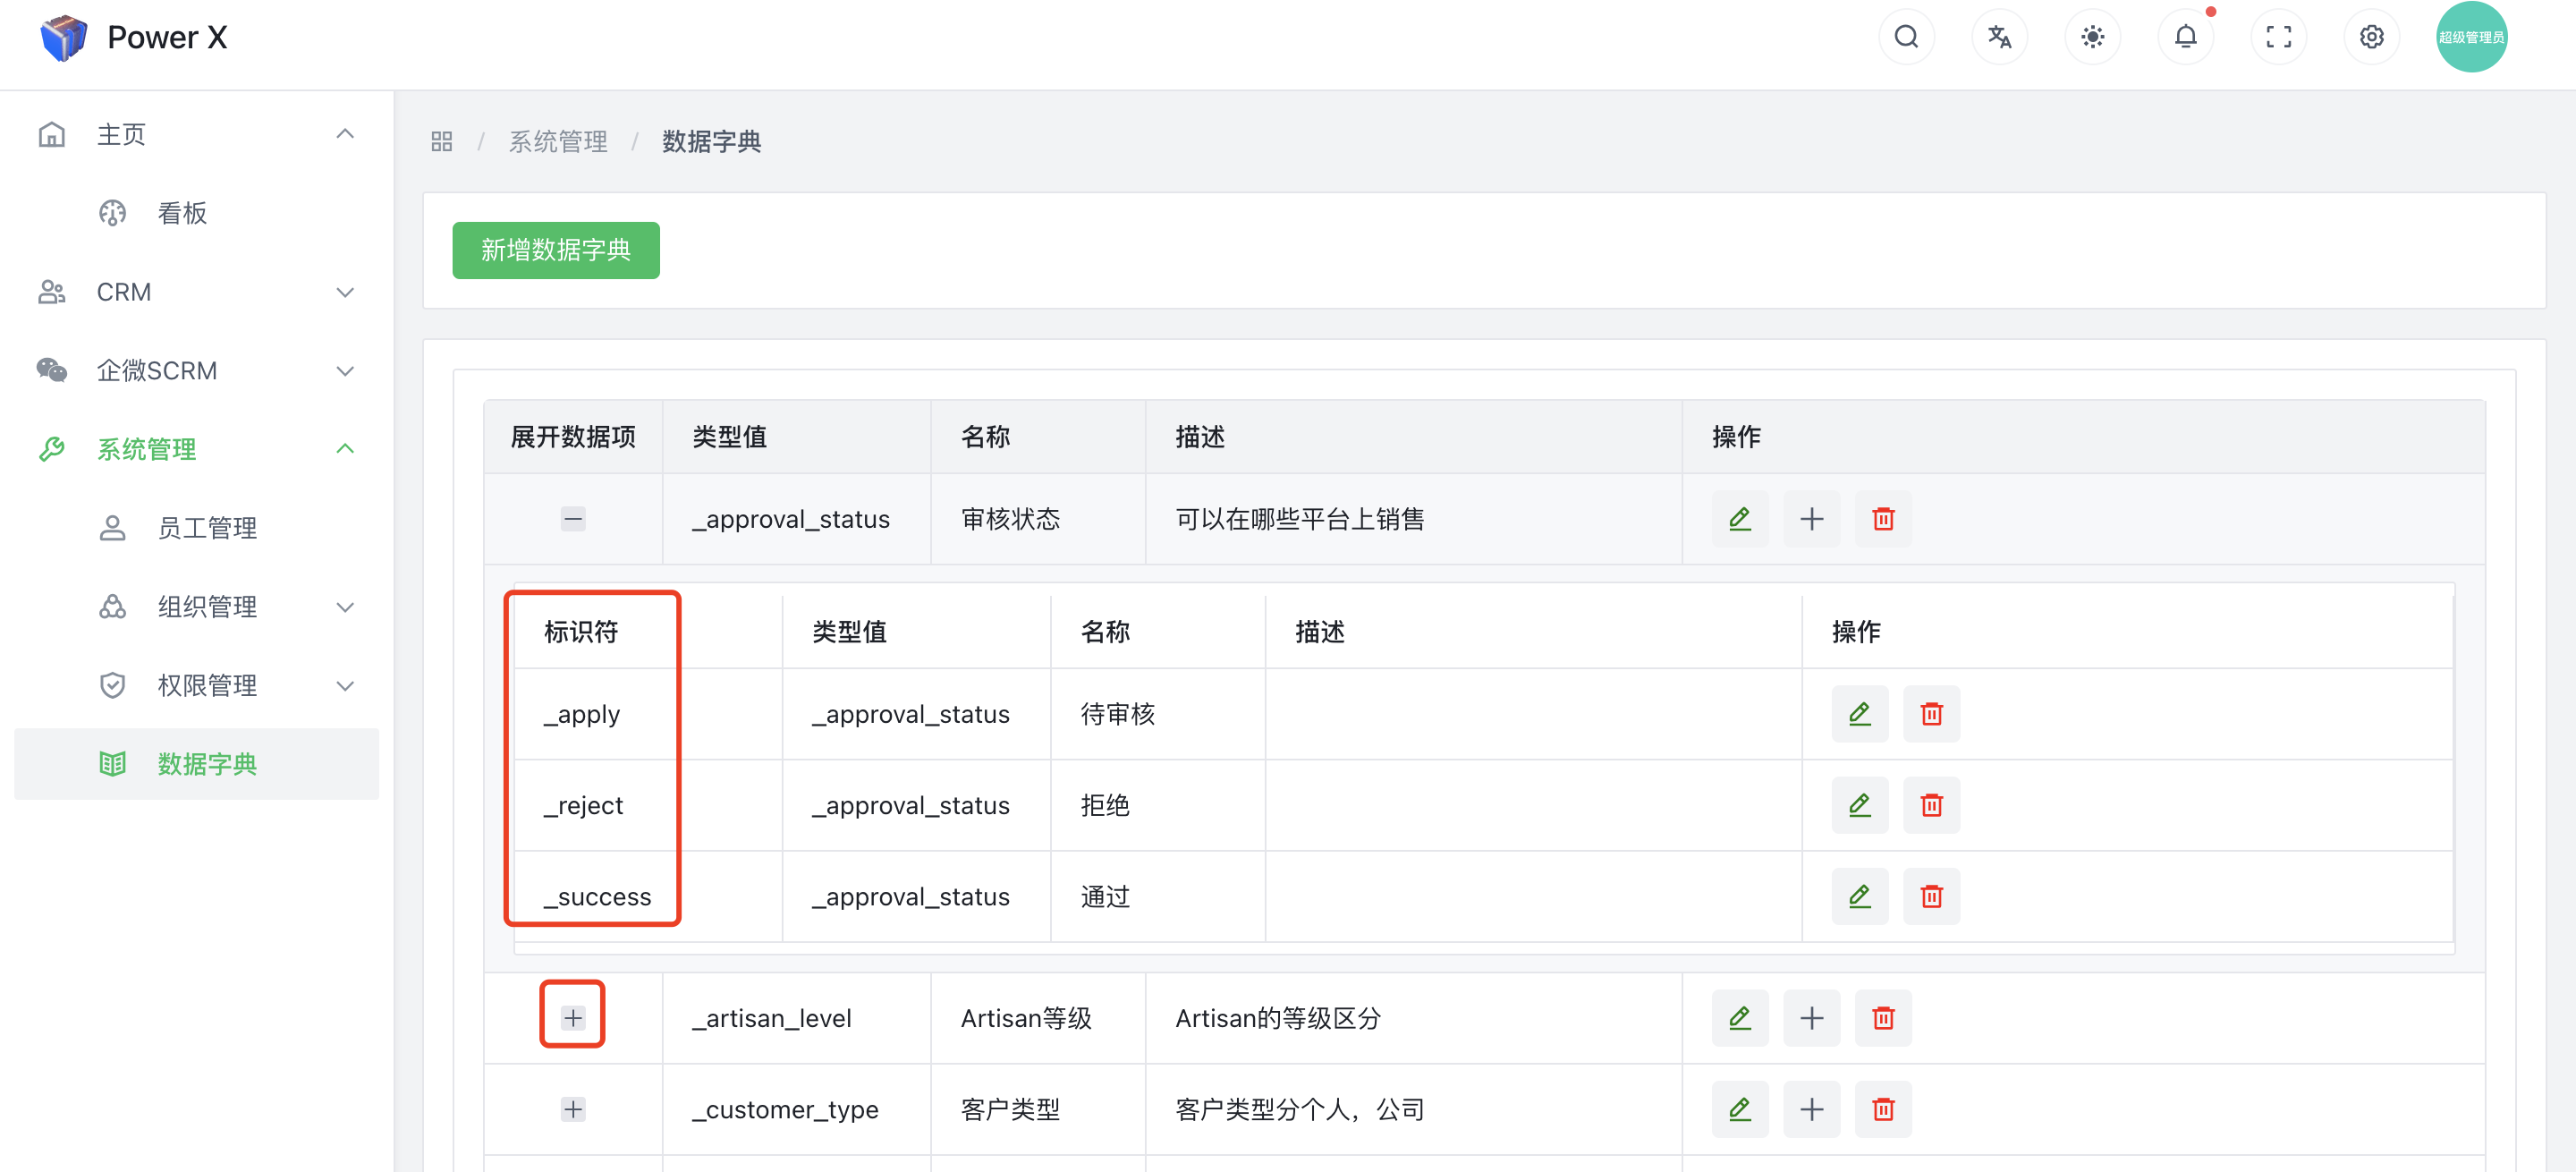 Power X
超级管理员
主页
看板
CRM
企微SCRM
系统管理
员工管理
组织管理
权限管理
数据字典
/ 系统管理 / 数据字典
新增数据字典
展开数据项 类型值 名称 描述 操作
_approval_status 审核状态 可以在哪些平台上销售
标识符 类型值 名称 描述 操作
_apply _approval_status 待审核
_reject _approval_status 拒绝
_success _approval_status 通过
_artisan_level Artisan等级 Artisan的等级区分
_customer_type 客户类型 客户类型分个人，公司